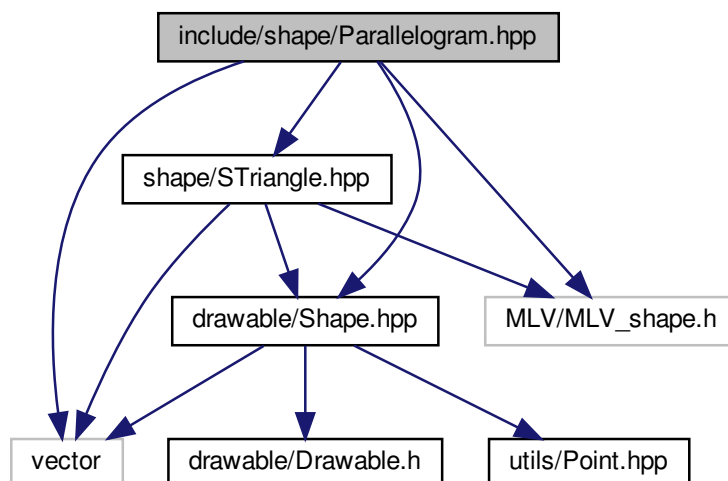 include/shape/Parallelogram.hpp
shape/STriangle.hpp
drawable/Shape.hpp
MLV/MLV_shape.h
vector
drawable/Drawable.h
utils/Point.hpp